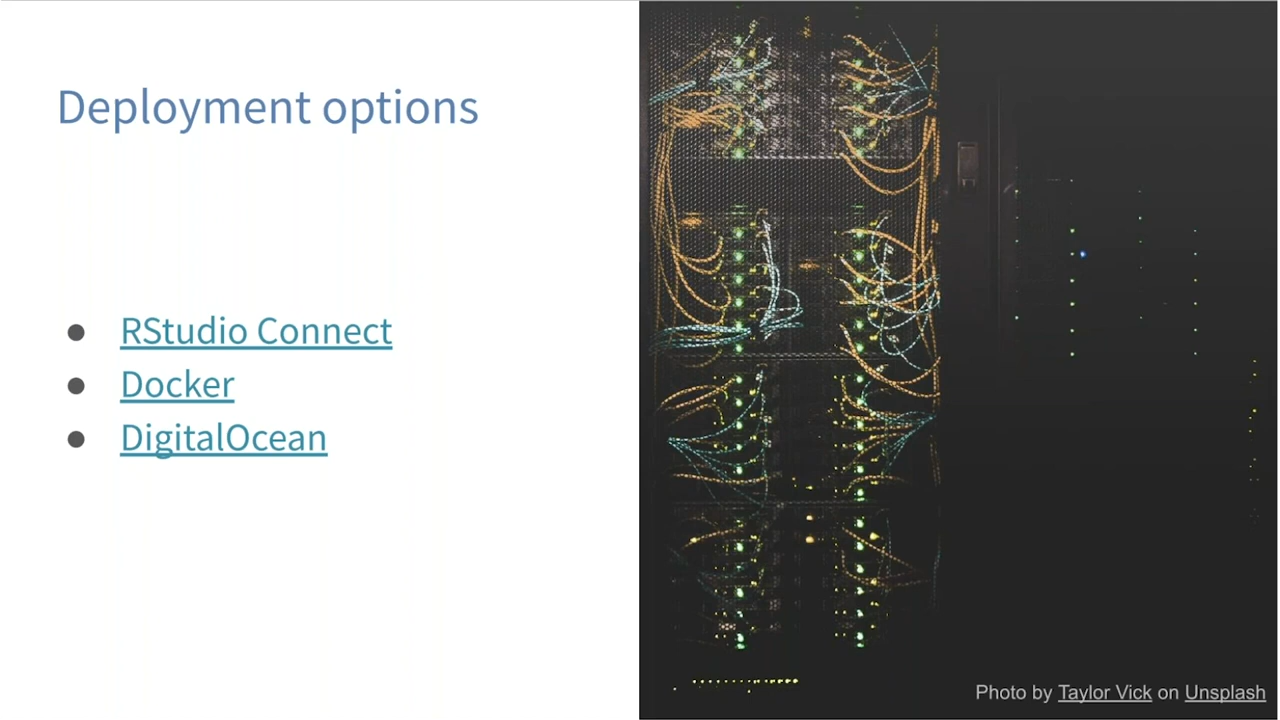 Deployment options
● RStudio Connect
● Docker
● DigitalOcean
Photo by Taylor Vick on Unsplash